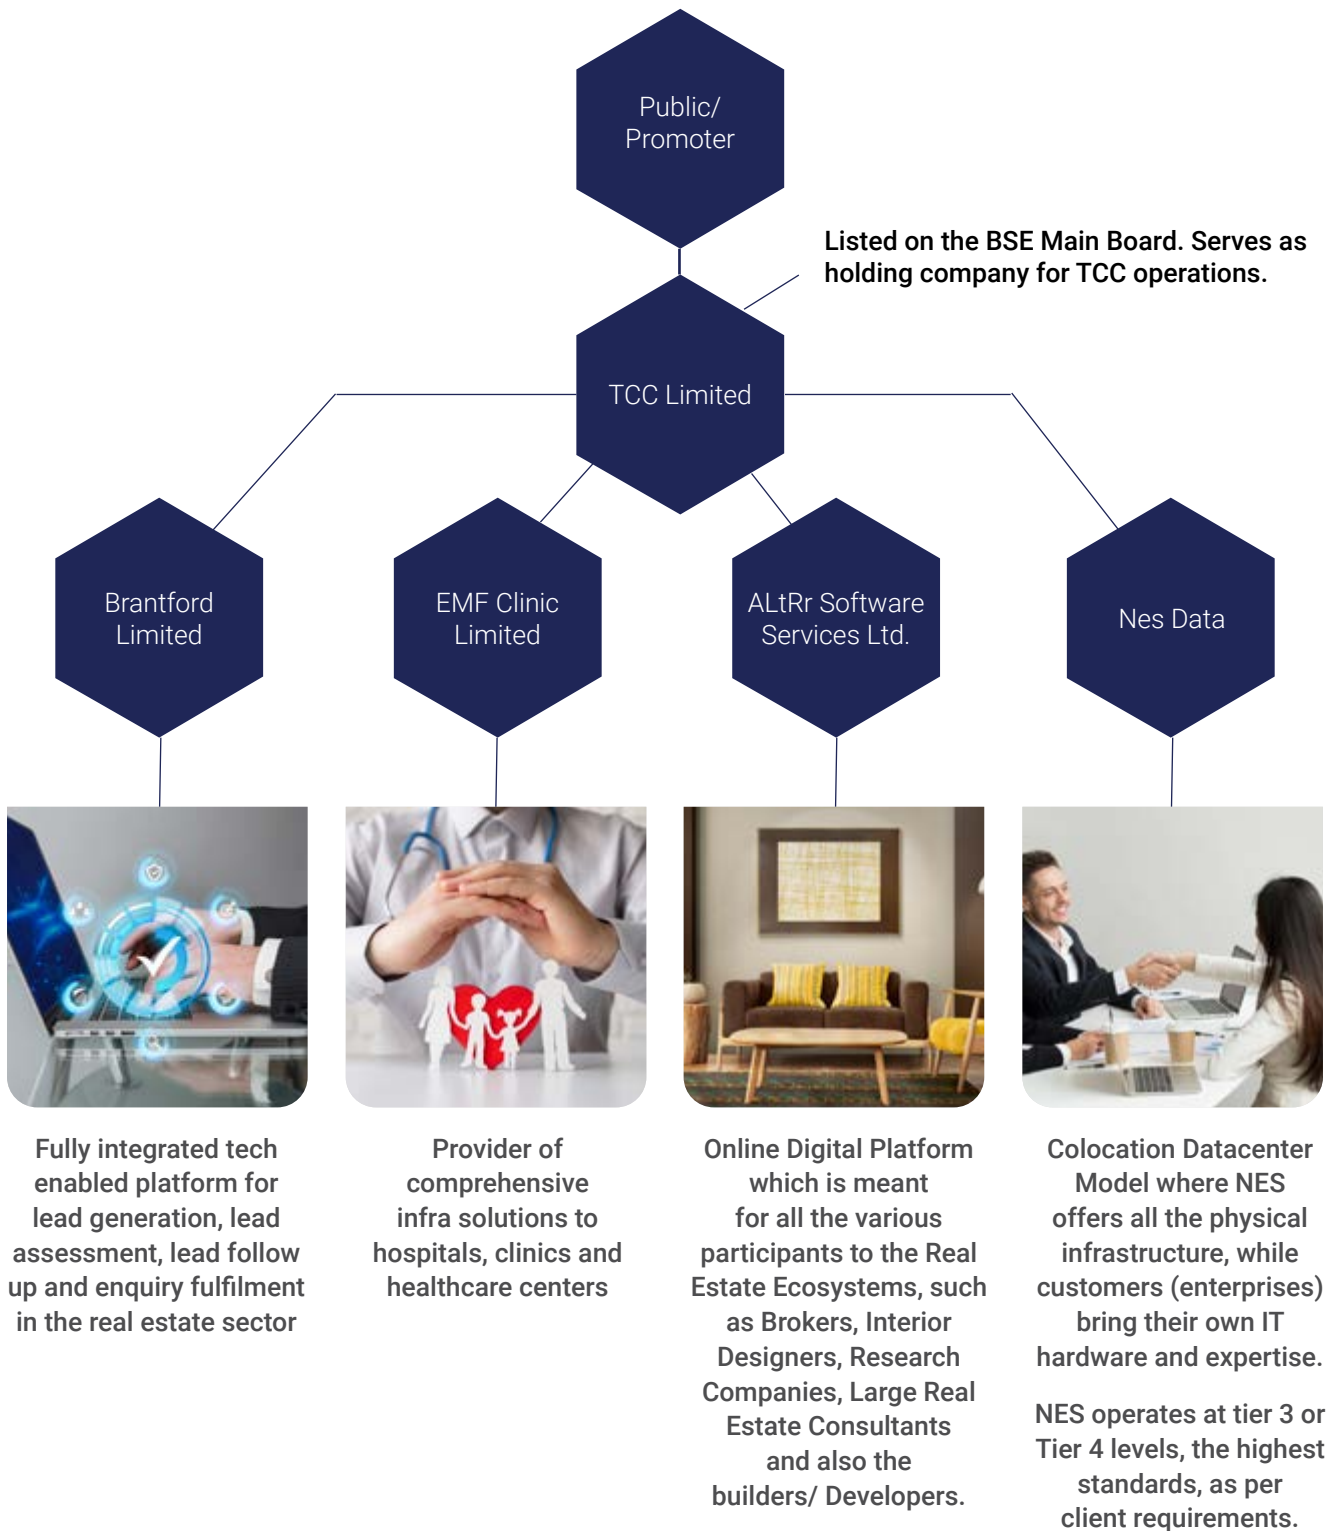 Public/
Promoter
Listed on the BSE Main Board. Serves as
holding company for TCC operations.
TCC Limited
Brantford
Limited
EMF Clinic
Limited
ALtRr Software
Services Ltd.
Nes Data
Fully integrated tech
enabled platform for
lead generation, lead
assessment, lead follow
up and enquiry fulfilment
in the real estate sector
Provider of
comprehensive
infra solutions to
hospitals, clinics and
healthcare centers
Online Digital Platform
which is meant
for all the various
participants to the Real
Estate Ecosystems, such
as Brokers, Interior
Designers, Research
Companies, Large Real
Estate Consultants
and also the
builders/ Developers.
Colocation Datacenter
Model where NES
offers all the physical
infrastructure, while
customers (enterprises)
bring their own IT
hardware and expertise.
NES operates at tier 3 or
Tier 4 levels, the highest
standards, as per
client requirements.